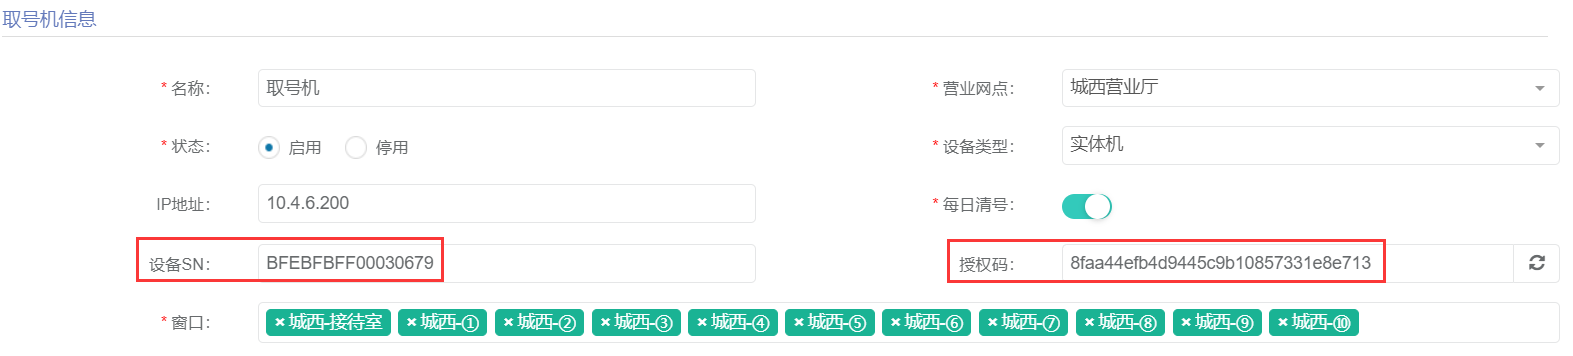 取号机信息
* 名称： 取号机 * 营业网点： 城西营业厅
* 状态： 启用 停用 * 设备类型： 实体机
IP地址： 10.4.6.200 * 每日清号：
设备SN： BFEBFBFF00030679 授权码： 8faa44efb4d9445c9b10857331e8e713
* 窗口： × 城西-接待室 × 城西-① × 城西-② × 城西-③ × 城西-④ × 城西-⑤ × 城西-⑥ × 城西-⑦ × 城西-⑧ × 城西-⑨ × 城西-⑩